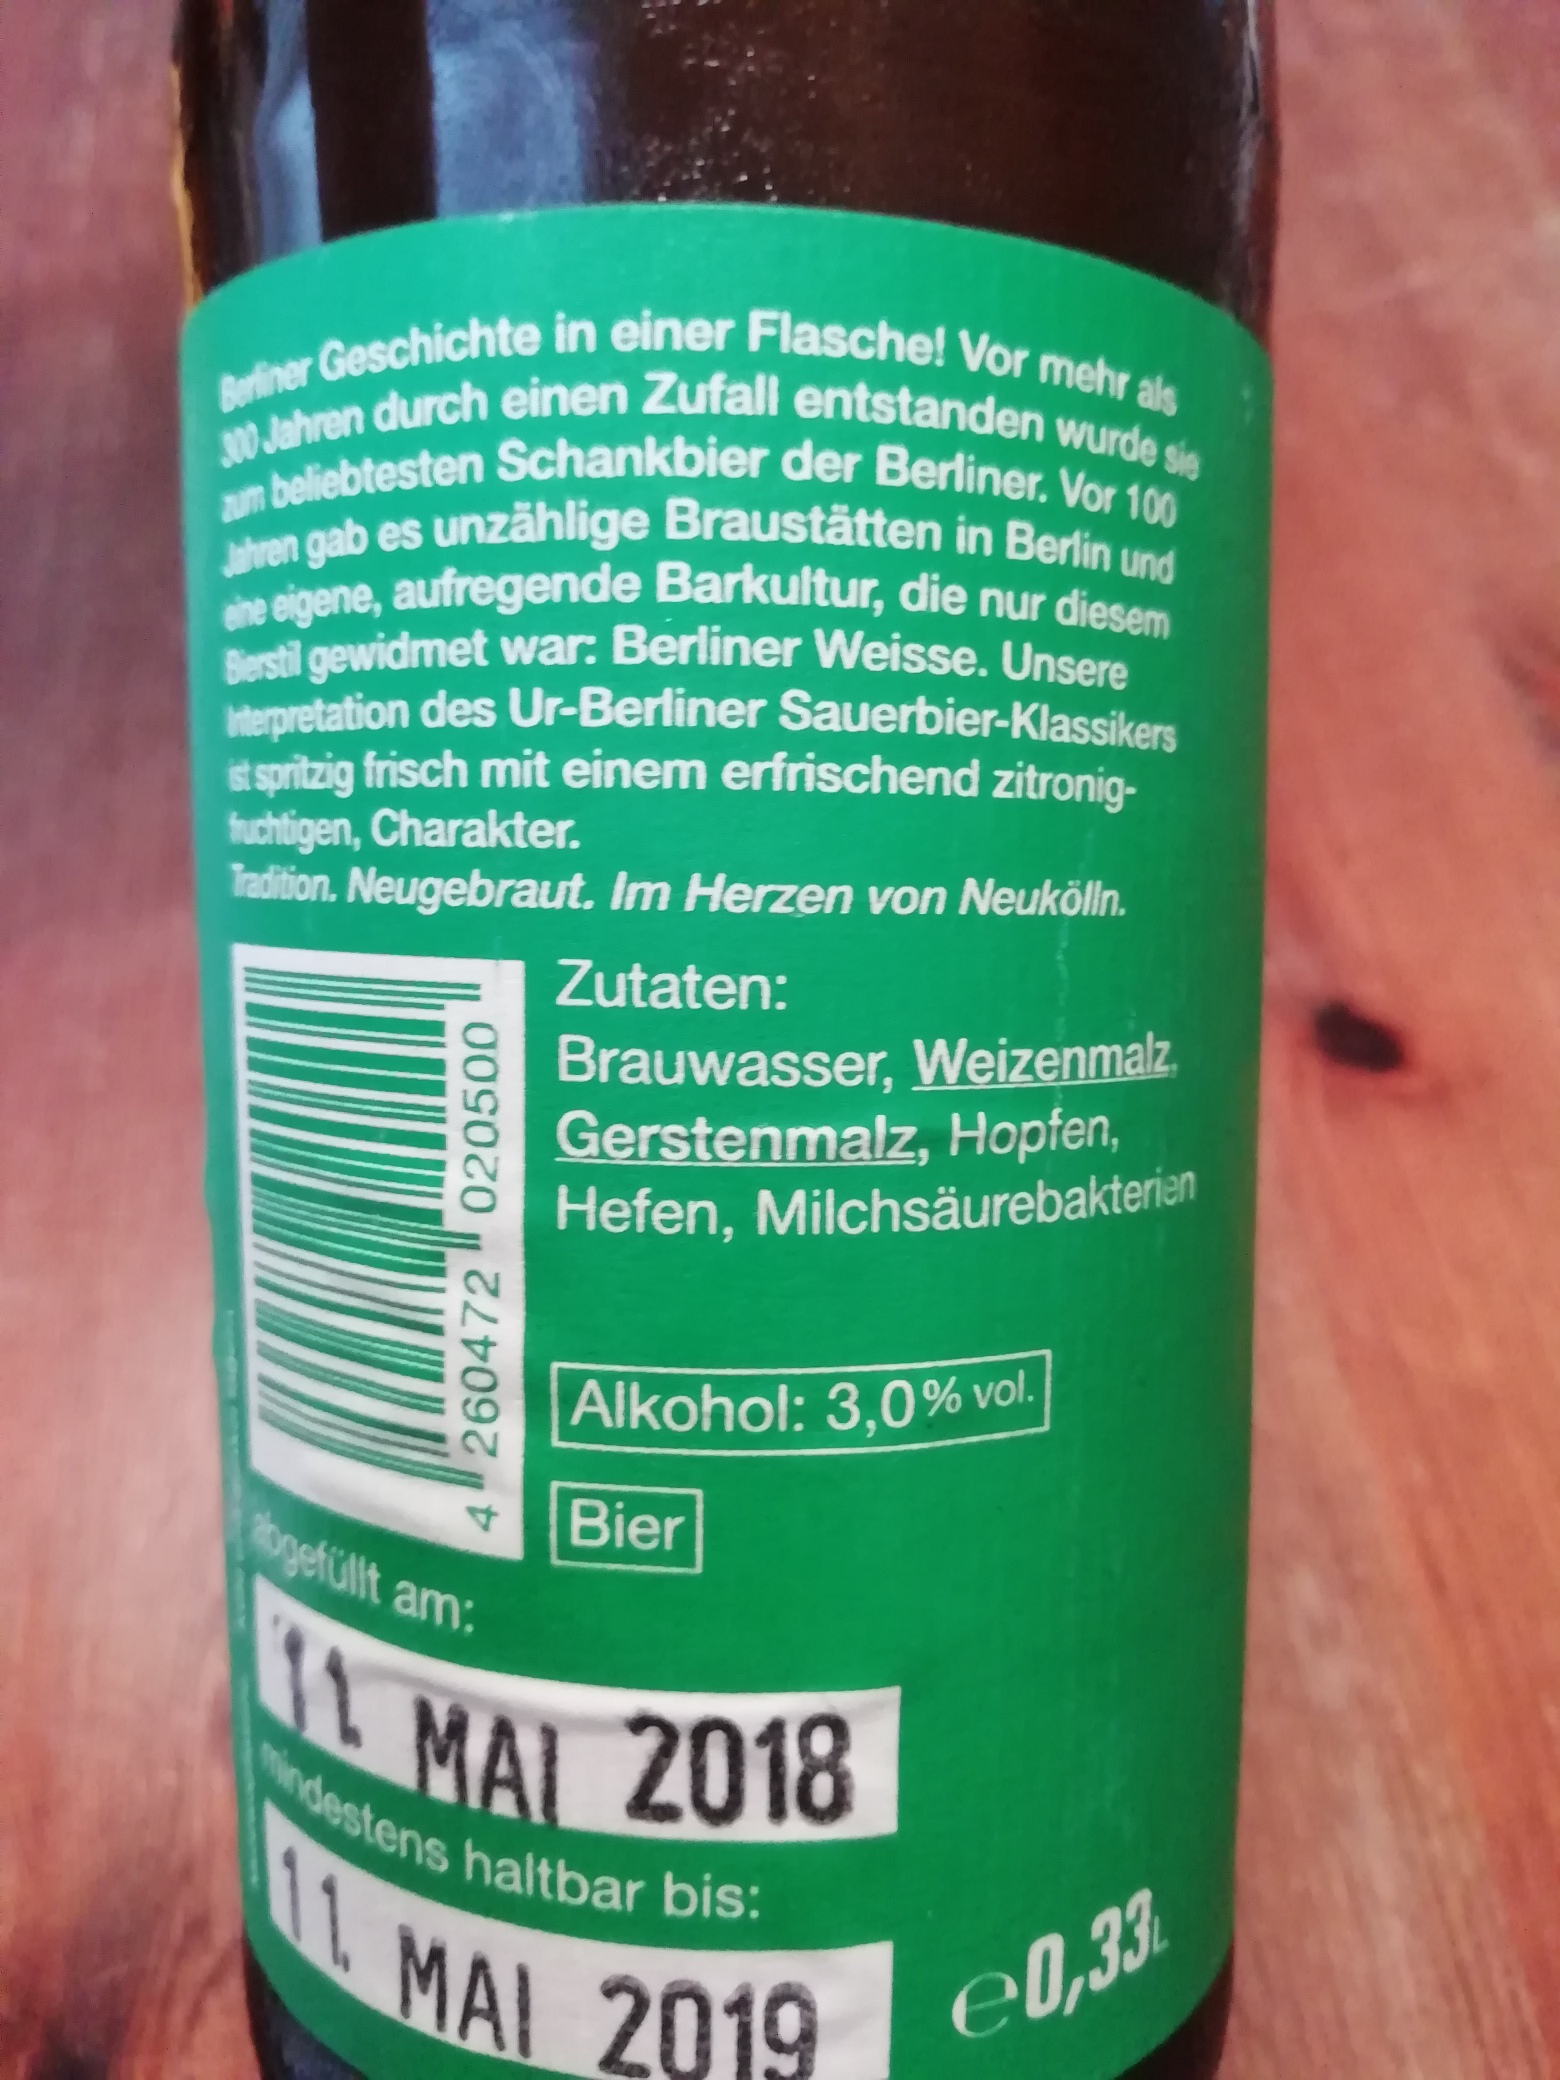 Berliner Geschichte in einer Flasche! Vor mehr als
300 Jahren durch einen Zufall entstanden wurde sie
zum beliebtesten Schankbier der Berliner. Vor 100
Jahren gab es unzählige Braustätten in Berlin und
eine eigene, aufregende Barkultur, die nur diesem
Bierstil gewidmet war: Berliner Weisse. Unsere
Interpretation des Ur-Berliner Sauerbier-Klassikers
ist spritzig frisch mit einem erfrischend zitronig-
fruchtigen, Charakter.
Tradition. Neugebraut. Im Herzen von Neukölln.
Zutaten:
Brauwasser, Weizenmalz,
Gerstenmalz, Hopfen,
Hefen, Milchsäurebakterien
4 260472 020500
Alkohol: 3,0% vol.
Bier
abgefüllt am:
11. MAI 2018
mindestens haltbar bis:
11. MAI 2019
e0,33L